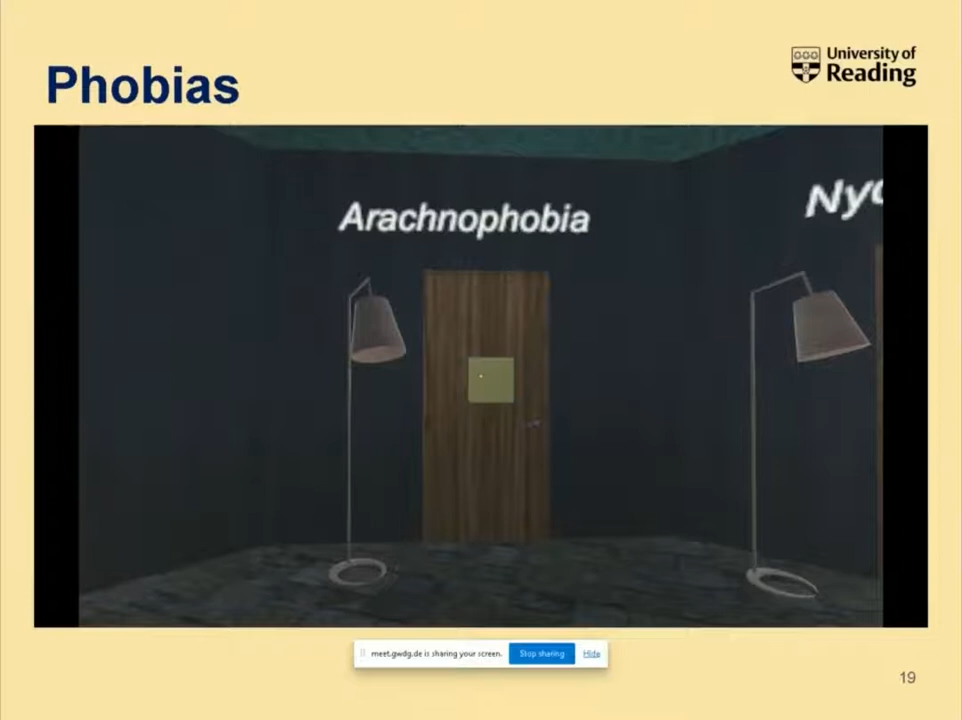 Phobias
University of
Reading
Arachnophobia
meet.gwdg.de is sharing your screen.
Stop sharing
Hide
19